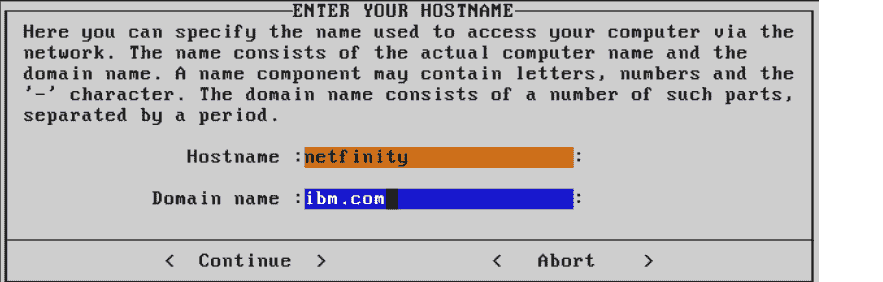 ENTER YOUR HOSTNAME
Here you can specify the name used to access your computer via the
network. The name consists of the actual computer name and the
domain name. A name component may contain letters, numbers and the
'-' character. The domain name consists of a number of such parts,
separated by a period.
Hostname :netfinity :
Domain name :ibm.com :
< Continue > < Abort >